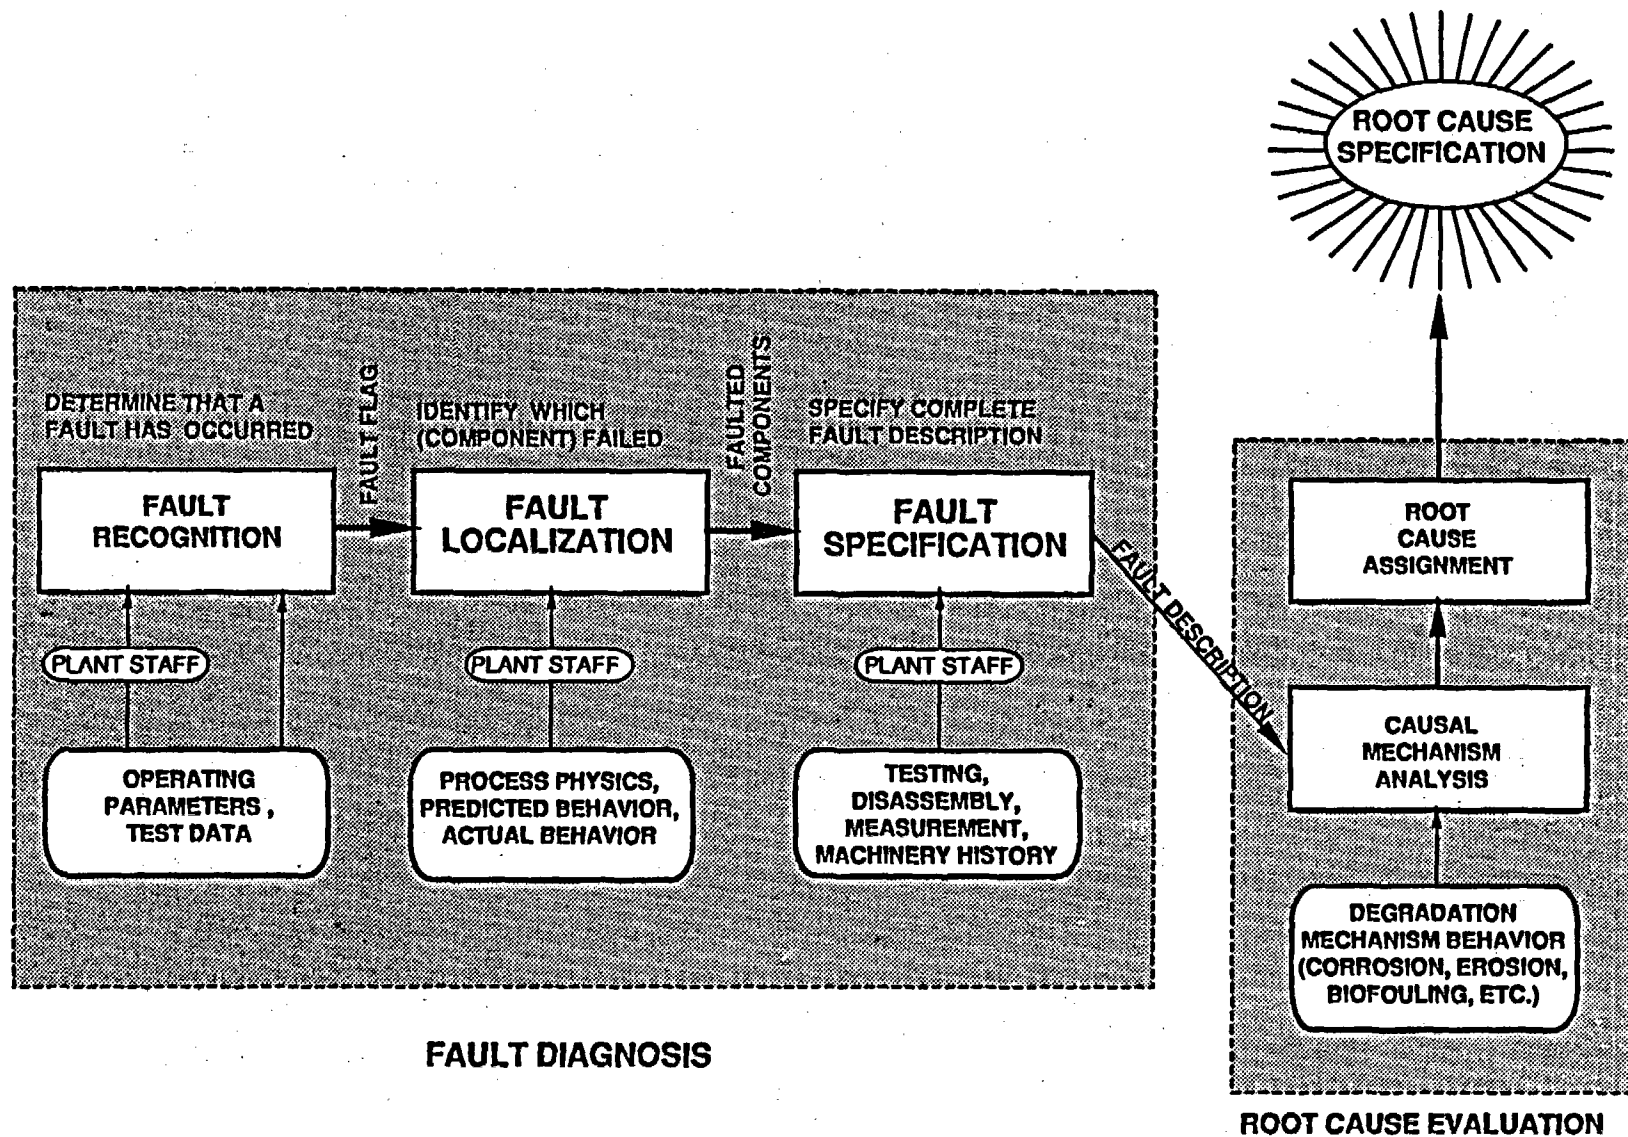 ROOT CAUSE
SPECIFICATION
DETERMINE THAT A
FAULT HAS OCCURRED
FAULT FLAG
IDENTIFY WHICH
(COMPONENT) FAILED
FAULTED
COMPONENTS
SPECIFY COMPLETE
FAULT DESCRIPTION
FAULT
RECOGNITION
FAULT
LOCALIZATION
FAULT
SPECIFICATION
FAULT DESCRIPTION
ROOT
CAUSE
ASSIGNMENT
PLANT STAFF
PLANT STAFF
PLANT STAFF
CAUSAL
MECHANISM
ANALYSIS
OPERATING
PARAMETERS ,
TEST DATA
PROCESS PHYSICS,
PREDICTED BEHAVIOR,
ACTUAL BEHAVIOR
TESTING,
DISASSEMBLY,
MEASUREMENT,
MACHINERY HISTORY
DEGRADATION
MECHANISM BEHAVIOR
(CORROSION, EROSION,
BIOFOULING, ETC.)
FAULT DIAGNOSIS
ROOT CAUSE EVALUATION